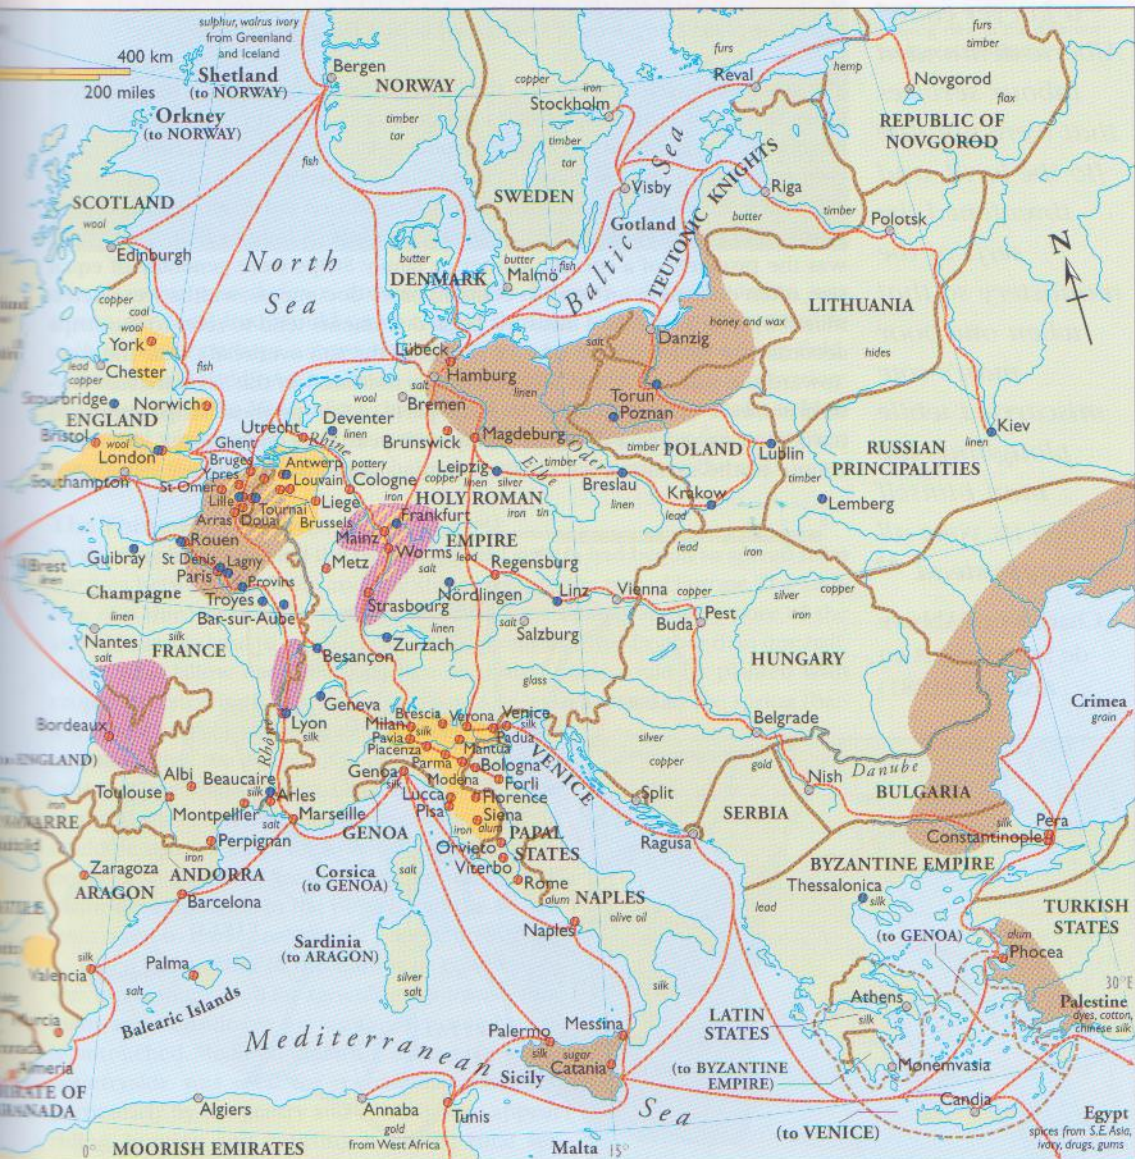 sulphur, walrus ivory
from Greenland
and Iceland
400 km
200 miles
Shetland
(to NORWAY)
Orkney
(to NORWAY)
Bergen
NORWAY
timber
tar
fish
copper
iron
Stockholm
timber
tar
SWEDEN
furs
Reval
hemp
furs
timber
Novgorod
flax
REPUBLIC OF
NOVGOROD
Visby
Gotland
Baltic Sea
TEUTONIC KNIGHTS
Riga
butter
timber
Polotsk
N
SCOTLAND
wool
Edinburgh
North
Sea
DENMARK
butter
butter
Malmö
fish
LITHUANIA
honey and wax
hides
copper
coal
wool
York
lead
Chester
copper
fish
Norwich
ENGLAND
Bristol
wool
London
Southampton
Lübeck
Hamburg
salt
Bremen
wool
linen
salt
Danzig
Torun
Poznan
Utrecht
Deventer
linen
Rhine
Brunswick
Magdeburg
Oder
Elbe
timber
POLAND
Lublin
timber
RUSSIAN
PRINCIPALITIES
linen
Kiev
Lemberg
Ghent
Bruges
Ypres
St-Omer
Lille
Arras
Douai
Antwerp
Louvain
Tournai
Brussels
Liege
pottery
Cologne
iron
copper
Leipzig
linen
silver
timber
Breslau
linen
Krakow
lead
HOLY ROMAN
EMPIRE
iron
tin
Frankfurt
Mainz
Worms
lead
salt
Metz
Strasbourg
Nördlingen
linen
Regensburg
Linz
Vienna
copper
salt
Salzburg
Zurzach
glass
Rouen
Guibray
St Denis
Lagny
Paris
Provins
Troyes
Bar-sur-Aube
Champagne
Brest
linen
linen
Nantes
salt
silk
FRANCE
Besançon
Geneva
Lyon
silk
Rhône
Bordeaux
ENGLAND)
lead
iron
silver
copper
iron
Buda
Pest
HUNGARY
Belgrade
silver
copper
gold
Nish
Danube
BULGARIA
SERBIA
Crimea
grain
Brescia
Verona
Venice
silk
Milan
silk
Pavia
Padua
Piacenza
Mantua
Parma
Bologna
Modena
Forli
Genoa
silk
Lucca
Florence
Pisa
Siena
iron
alum
Orvieto
Viterbo
Rome
alum
VENICE
PAPAL
STATES
NAPLES
Naples
olive oil
silk
Split
Ragusa
Albi
Toulouse
Beaucaire
silk
Arles
Montpellier
salt
Marseille
Perpignan
GENOA
iron
iron
ANDORRA
Zaragoza
ARAGON
Barcelona
Corsica
(to GENOA)
salt
Sardinia
(to ARAGON)
silver
salt
silk
Valencia
Palma
salt
Balearic Islands
silk
Constantinople
Pera
BYZANTINE EMPIRE
Thessalonica
silk
lead
(to GENOA)
TURKISH
STATES
alum
Phocea
30°E
Palestine
dyes, cotton,
chinese silk
Athens
silk
Monemvasia
LATIN
STATES
(to BYZANTINE
EMPIRE)
Candia
(to VENICE)
Egypt
spices from S.E. Asia,
ivory, drugs, gums
Mediterranean
Sea
Palermo
Messina
silk
sugar
Catania
Sicily
Algiers
Annaba
gold
from West Africa
Tunis
Malta
15°
0°
MOORISH EMIRATES